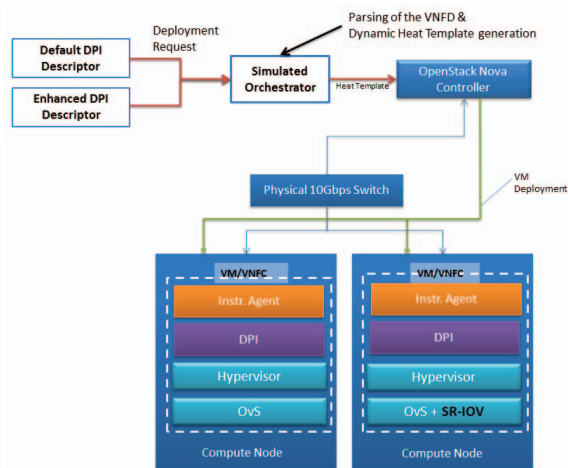 Parsing of the VNFD &
Dynamic Heat Template generation
Deployment
Request
Default DPI
Descriptor
Enhanced DPI
Descriptor
Simulated
Orchestrator
Heat Template
OpenStack Nova
Controller
Physical 10Gbps Switch
VM
Deployment
VM/VNFC
Instr. Agent
DPI
Hypervisor
OvS
Compute Node
VM/VNFC
Instr. Agent
DPI
Hypervisor
OvS + SR-IOV
Compute Node